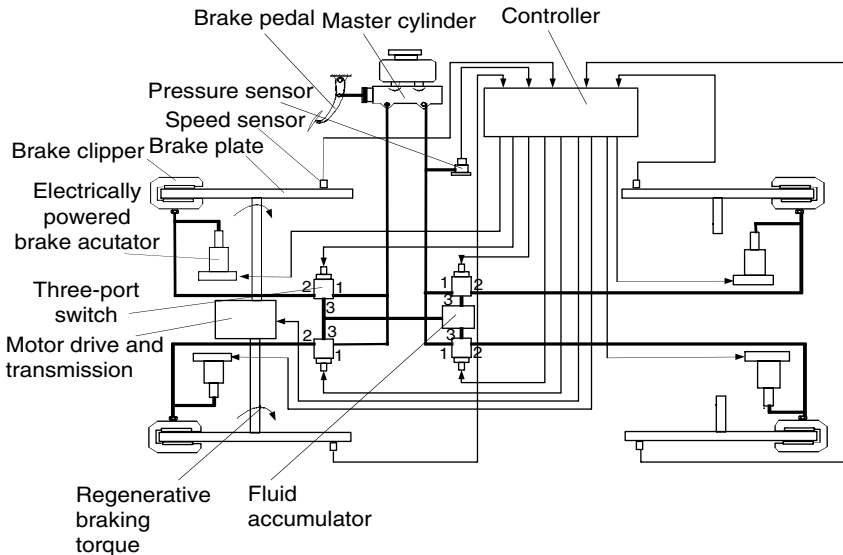 Brake pedal
Master cylinder
Controller
Pressure sensor
Speed sensor
Brake plate
Brake clipper
Electrically
powered
brake acutator
Three-port
switch
Motor drive and
transmission
2 1
3
1 2
3
2 3
1
3
1 2
Regenerative
braking
torque
Fluid
accumulator